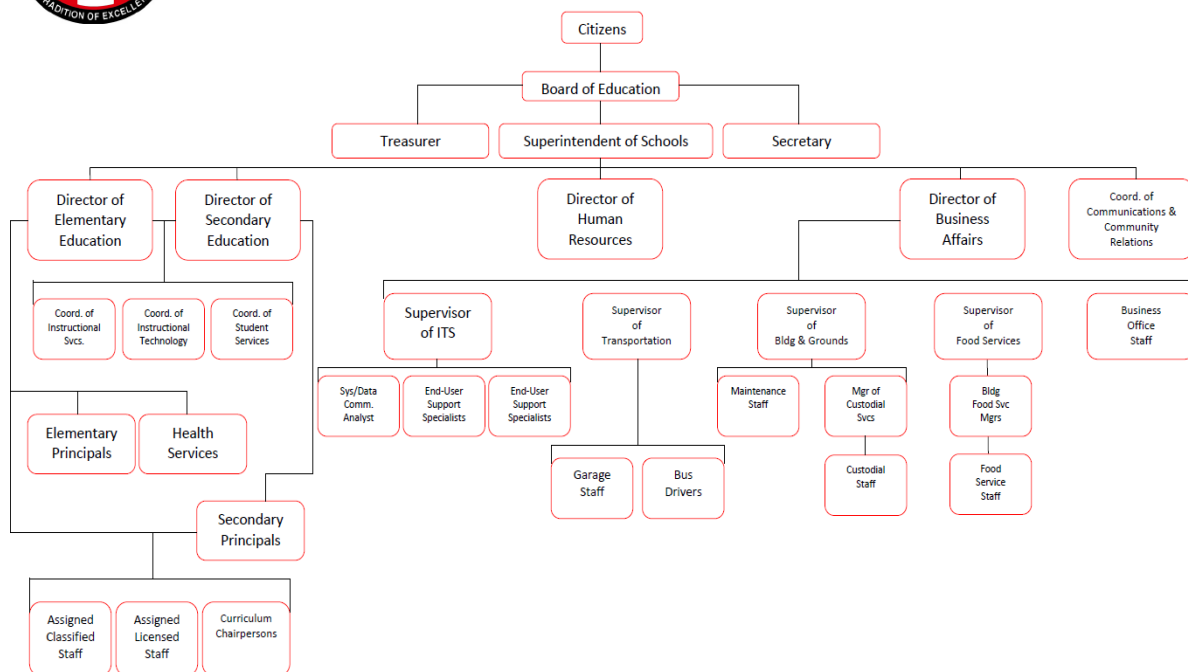 TRADITION OF EXCELLEN
Citizens
Board of Education
Treasurer
Superintendent of Schools
Secretary
Director of
Elementary
Education
Director of
Secondary
Education
Director of
Human
Resources
Director of
Business
Affairs
Coord. of
Communications &
Community
Relations
Coord. of
Instructional
Svcs.
Coord. of
Instructional
Technology
Coord. of
Student
Services
Supervisor
of ITS
Supervisor
of
Transportation
Supervisor
of
Bldg & Grounds
Supervisor
of
Food Services
Business
Office
Staff
Sys/Data
Comm.
Analyst
End-User
Support
Specialists
End-User
Support
Specialists
Maintenance
Staff
Mgr of
Custodial
Svcs
Bldg
Food Svc
Mgrs
Elementary
Principals
Health
Services
Garage
Staff
Bus
Drivers
Custodial
Staff
Food
Service
Staff
Secondary
Principals
Assigned
Classified
Staff
Assigned
Licensed
Staff
Curriculum
Chairpersons